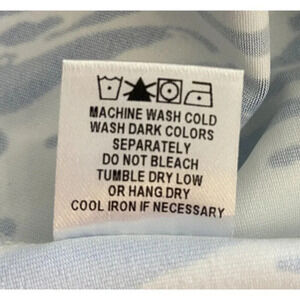 MACHINE WASH COLD
WASH DARK COLORS
SEPARATELY
DO NOT BLEACH
TUMBLE DRY LOW
OR HANG DRY
COOL IRON IF NECESSARY